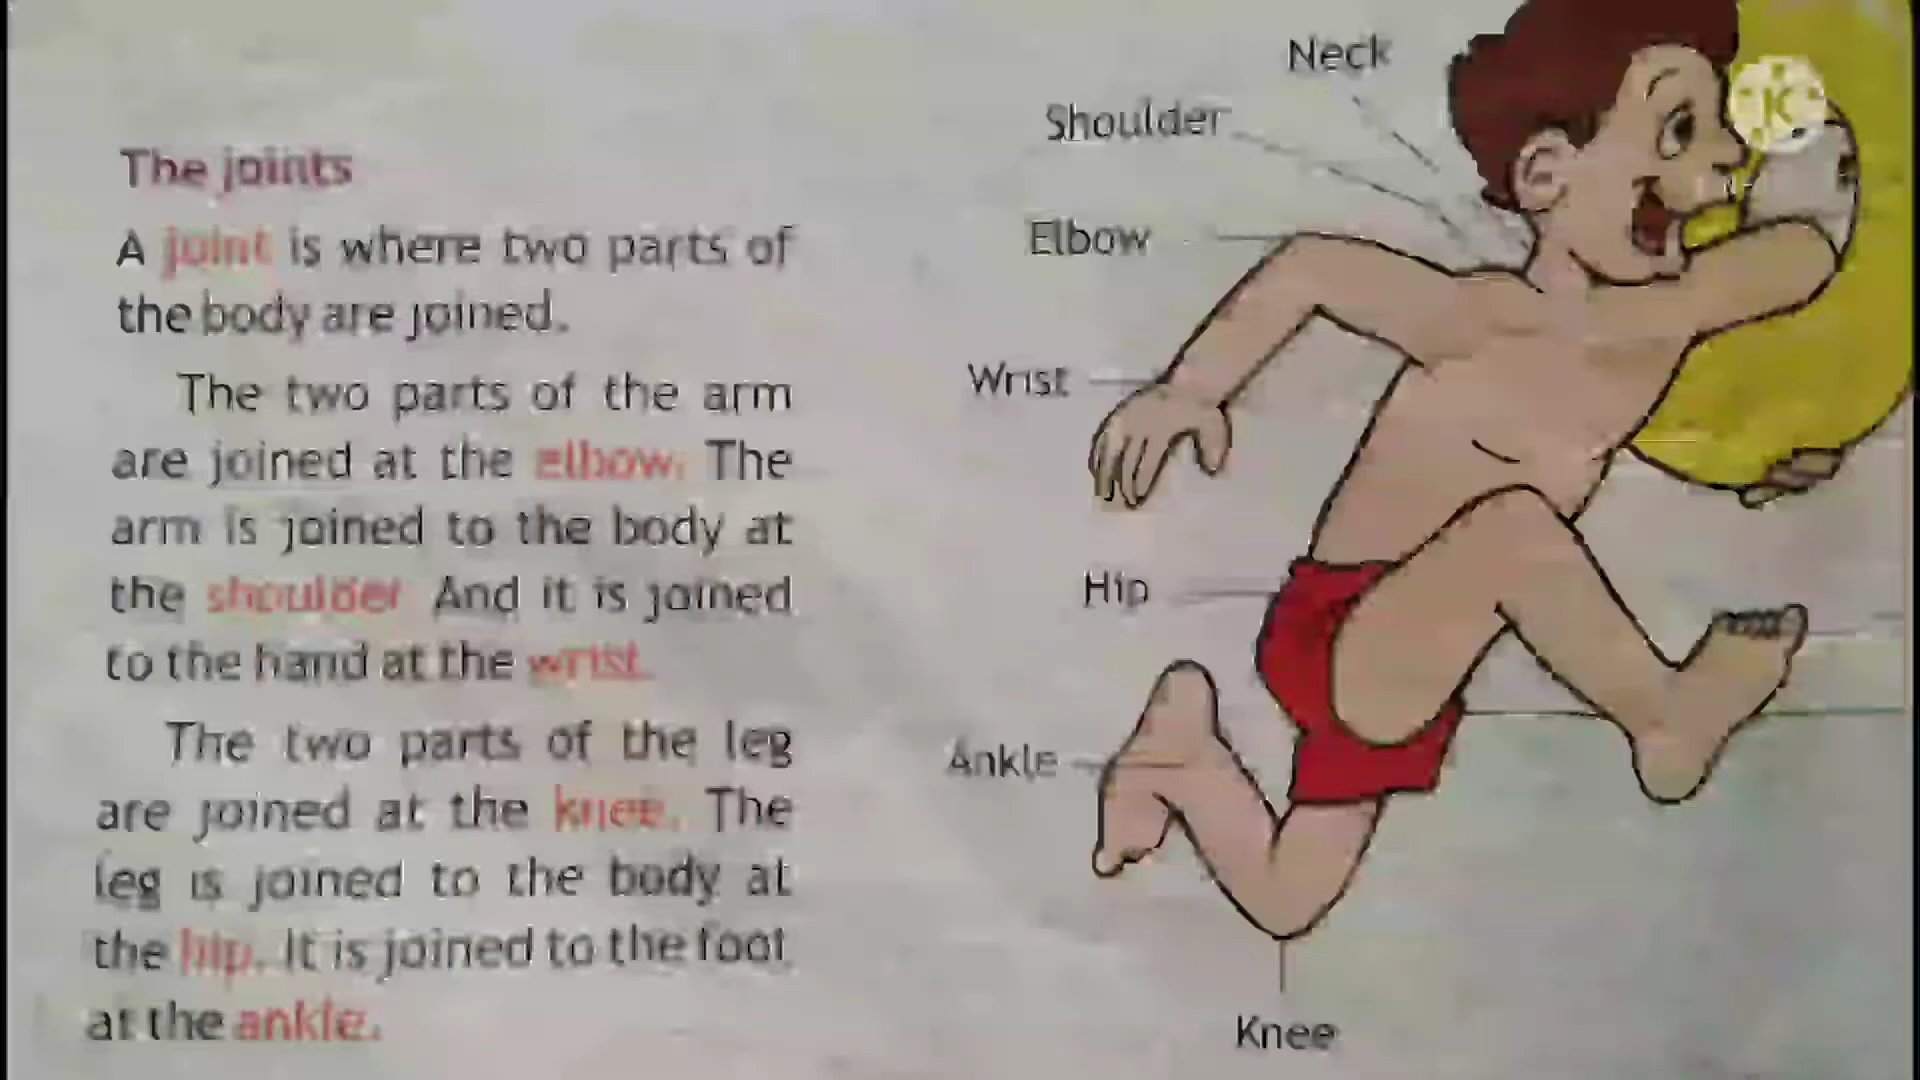 The joints
A joint is where two parts of
the body are joined.
The two parts of the arm
are joined at the elbow. The
arm is joined to the body at
the shoulder. And it is joined
to the hand at the wrist.
The two parts of the leg
are joined at the knee. The
leg is joined to the body at
the hip. It is joined to the foot
at the ankle.
Neck
Shoulder
Elbow
Wrist
Hip
Ankle
Knee
K